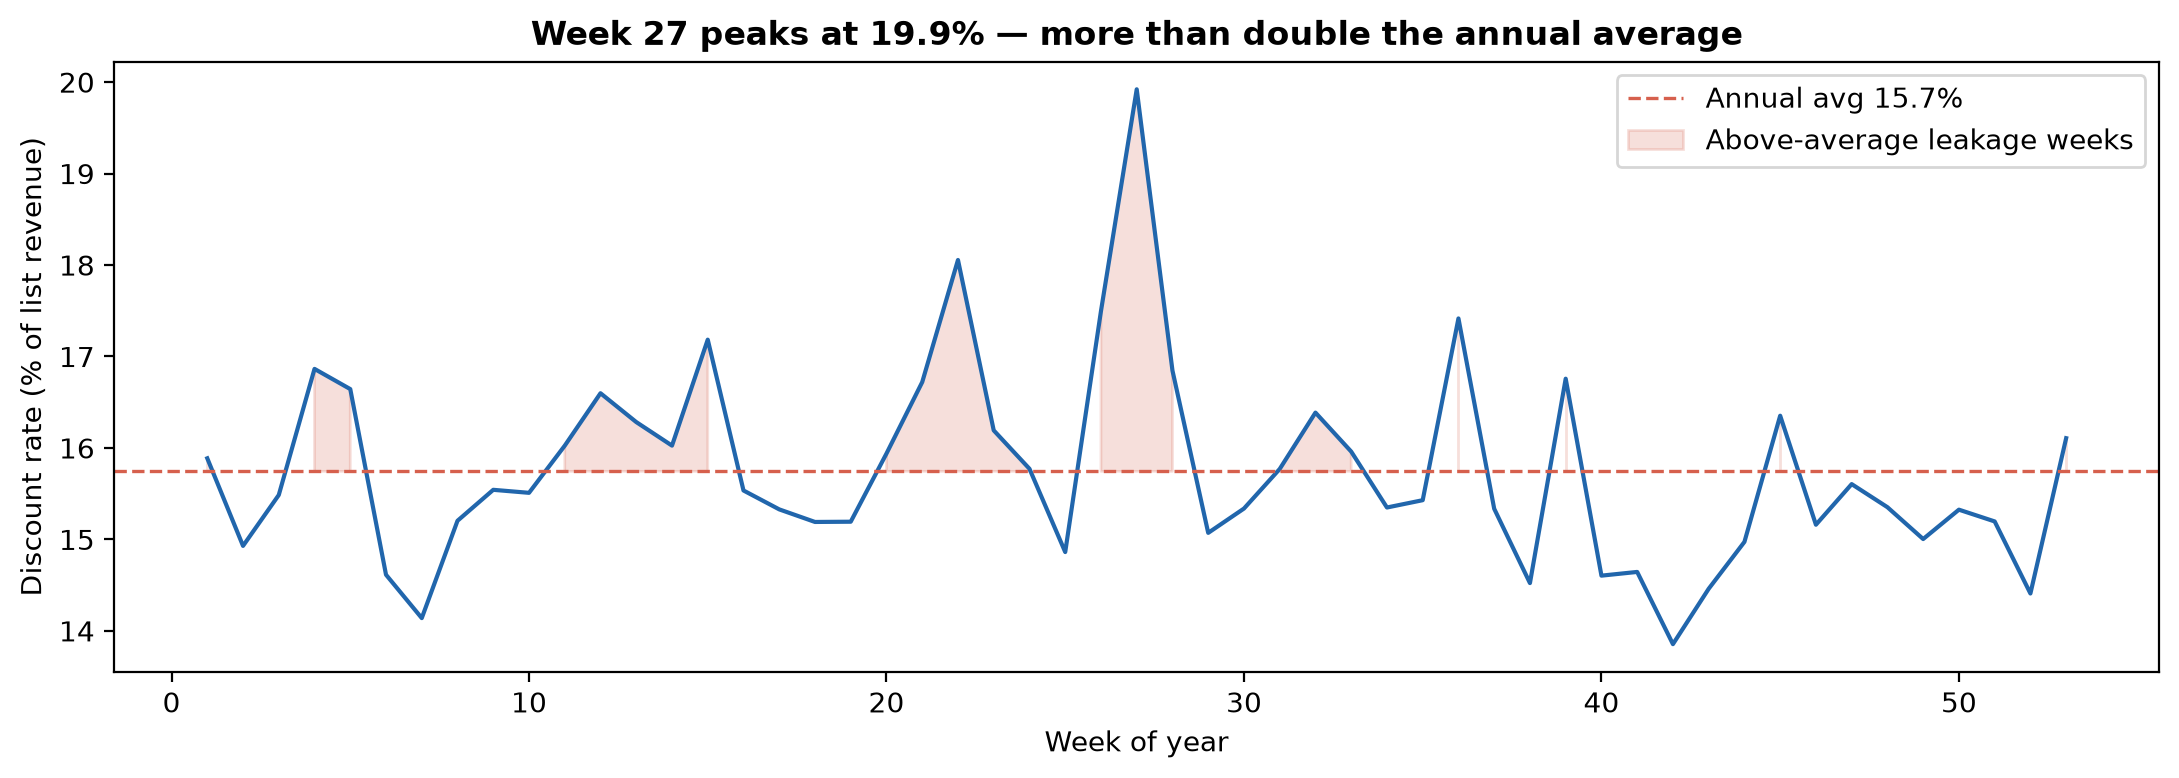 Week 27 peaks at 19.9% — more than double the annual average
Annual avg 15.7%
Above-average leakage weeks
Discount rate (% of list revenue)
20
19
18
17
16
15
14
0 10 20 30 40 50
Week of year